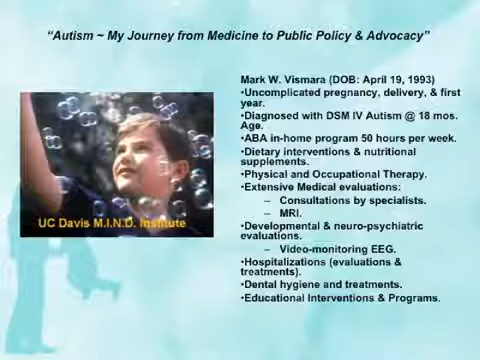 “Autism ~ My Journey from Medicine to Public Policy & Advocacy”
Mark W. Vismara (DOB: April 19, 1993)
•Uncomplicated pregnancy, delivery, & first
year.
•Diagnosed with DSM IV Autism @ 18 mos.
Age.
•ABA in-home program 50 hours per week.
•Dietary interventions & nutritional
supplements.
•Physical and Occupational Therapy.
•Extensive Medical evaluations:
– Consultations by specialists.
– MRI.
•Developmental & neuro-psychiatric
evaluations.
– Video-monitoring EEG.
•Hospitalizations (evaluations &
treatments).
•Dental hygiene and treatments.
•Educational Interventions & Programs.
UC Davis M.I.N.D. Institute